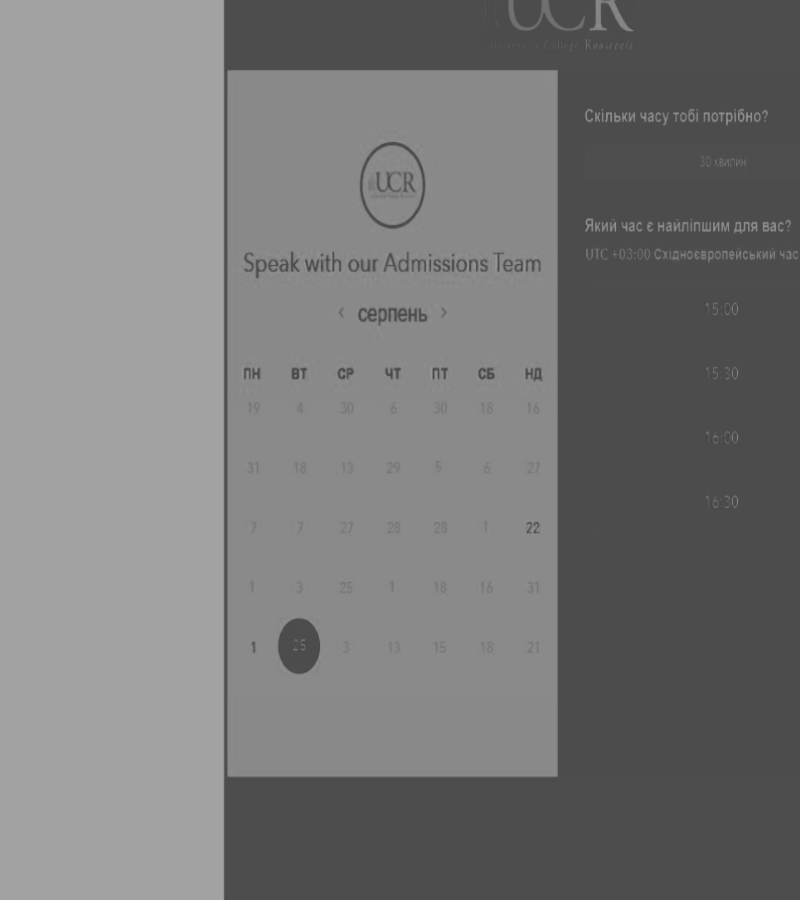 UCR
University College Roosevelt
UCR
Speak with our Admissions Team
‹ серпень ›
ПН ВТ СР ЧТ ПТ СБ НД
19 4 30 6 30 18 16
31 18 13 29 5 6 27
7 7 27 28 28 1 22
1 3 25 1 18 16 31
1 25 3 13 15 18 21
Скільки часу тобі потрібно?
30 хвилин
Який час є найліпшим для вас?
UTC +03:00 Східноєвропейський час
15:00
15:30
16:00
16:30